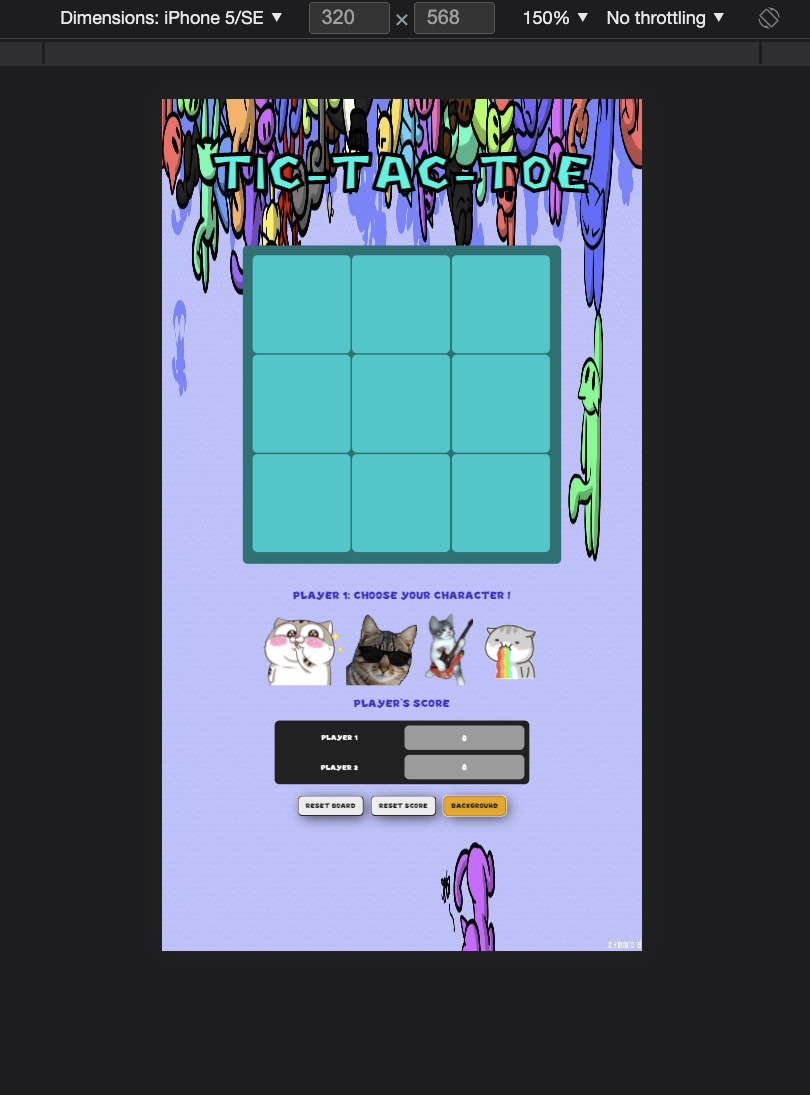 Dimensions: iPhone 5/SE ▼ 320 × 568 150% ▼ No throttling ▼
TIC-TAC-TOE
PLAYER 1: CHOOSE YOUR CHARACTER !
PLAYER'S SCORE
PLAYER 1 0
PLAYER 2 0
RESET BOARD RESET SCORE BACKGROUND